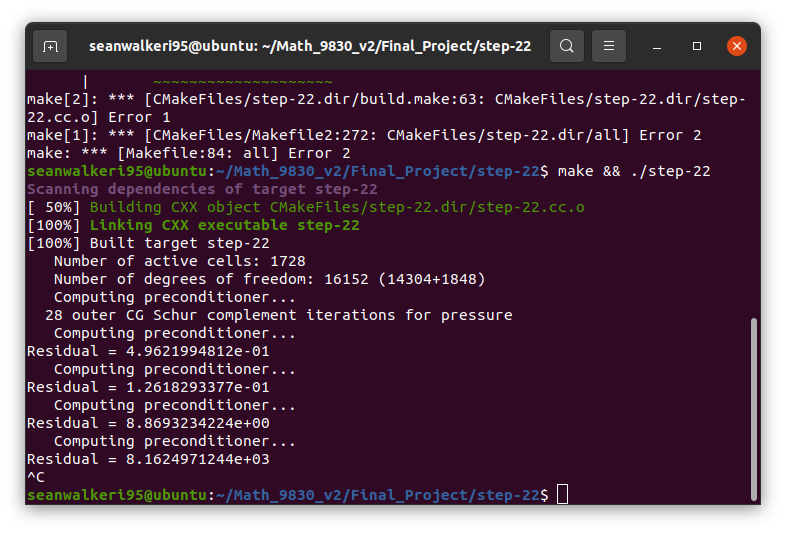 seanwalkeri95@ubuntu: ~/Math_9830_v2/Final_Project/step-22
| ~~~~~~~~~~~~~~~~~~~~
make[2]: *** [CMakeFiles/step-22.dir/build.make:63: CMakeFiles/step-22.dir/step-
22.cc.o] Error 1
make[1]: *** [CMakeFiles/Makefile2:272: CMakeFiles/step-22.dir/all] Error 2
make: *** [Makefile:84: all] Error 2
seanwalkeri95@ubuntu:~/Math_9830_v2/Final_Project/step-22$ make && ./step-22
Scanning dependencies of target step-22
[ 50%] Building CXX object CMakeFiles/step-22.dir/step-22.cc.o
[100%] Linking CXX executable step-22
[100%] Built target step-22
   Number of active cells: 1728
   Number of degrees of freedom: 16152 (14304+1848)
   Computing preconditioner...
  28 outer CG Schur complement iterations for pressure
   Computing preconditioner...
Residual = 4.9621994812e-01
   Computing preconditioner...
Residual = 1.2618293377e-01
   Computing preconditioner...
Residual = 8.8693234224e+00
   Computing preconditioner...
Residual = 8.1624971244e+03
^C
seanwalkeri95@ubuntu:~/Math_9830_v2/Final_Project/step-22$